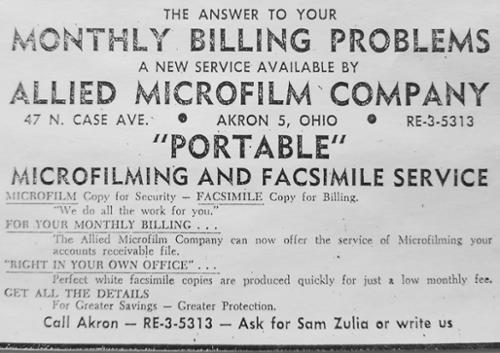 THE ANSWER TO YOUR
MONTHLY BILLING PROBLEMS
A NEW SERVICE AVAILABLE BY
ALLIED MICROFILM COMPANY
47 N. CASE AVE. • AKRON 5, OHIO • RE-3-5313
"PORTABLE"
MICROFILMING AND FACSIMILE SERVICE
MICROFILM Copy for Security — FACSIMILE Copy for Billing.
"We do all the work for you."
FOR YOUR MONTHLY BILLING . . .
The Allied Microfilm Company can now offer the service of Microfilming your
accounts receivable file.
"RIGHT IN YOUR OWN OFFICE" . . .
Perfect white facsimile copies are produced quickly for just a low monthly fee.
GET ALL THE DETAILS
For Greater Savings — Greater Protection.
Call Akron — RE-3-5313 — Ask for Sam Zulia or write us